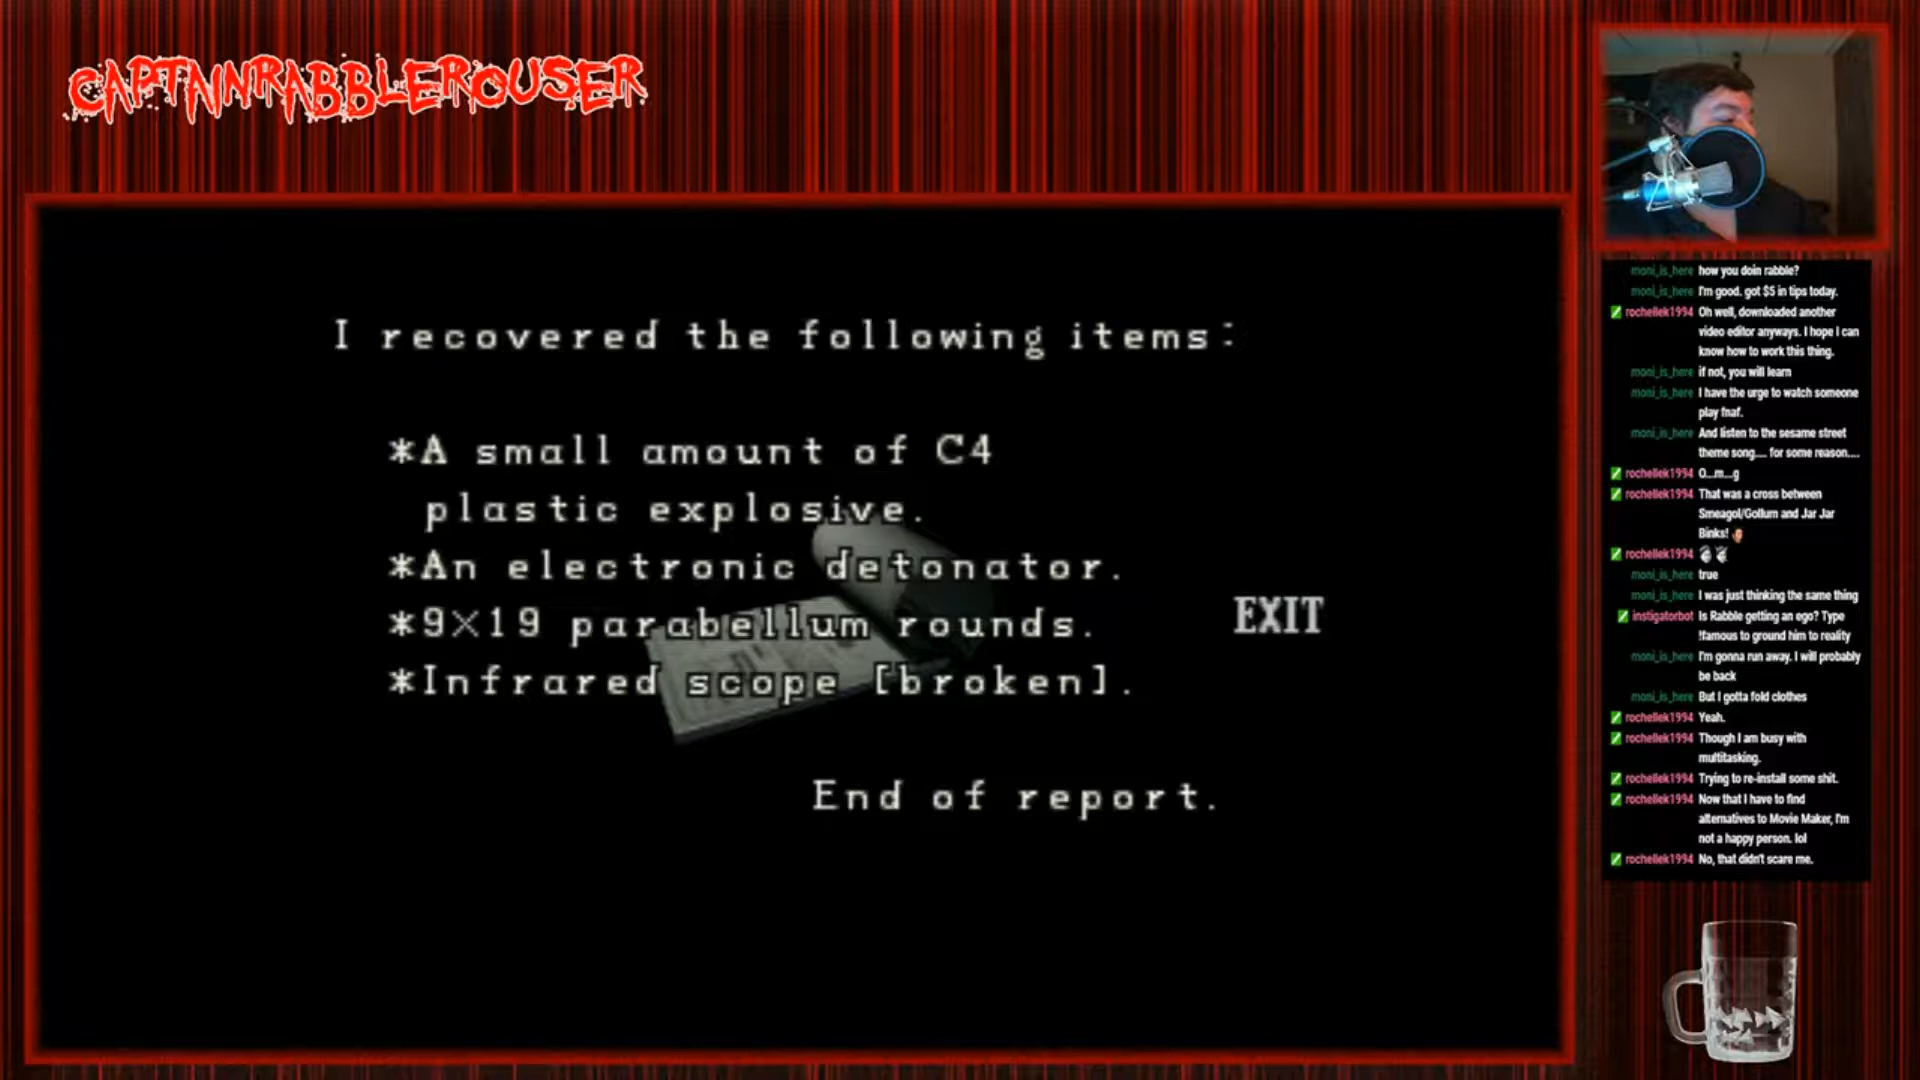 CAPTAINRABBLEROUSER
I recovered the following items:
*A small amount of C4
plastic explosive.
*An electronic detonator.
*9×19 parabellum rounds.
*Infrared scope [broken].
EXIT
End of report.
moni_is_here how you doin rabble?
moni_is_here I'm good. got $5 in tips today.
rochellek1994 Oh well, downloaded another
video editor anyways. I hope I can
know how to work this thing.
moni_is_here if not, you will learn
moni_is_here I have the urge to watch someone
play fnaf.
moni_is_here And listen to the sesame street
theme song.... for some reason....
rochellek1994 O...m...g
rochellek1994 That was a cross between
Smeagol/Gollum and Jar Jar
Binks!
rochellek1994
moni_is_here true
moni_is_here I was just thinking the same thing
instigatorbot Is Rabble getting an ego? Type
!famous to ground him to reality
moni_is_here I'm gonna run away. I will probably
be back
moni_is_here But I gotta fold clothes
rochellek1994 Yeah.
rochellek1994 Though I am busy with
multitasking.
rochellek1994 Trying to re-install some shit.
rochellek1994 Now that I have to find
alternatives to Movie Maker, I'm
not a happy person. lol
rochellek1994 No, that didn't scare me.